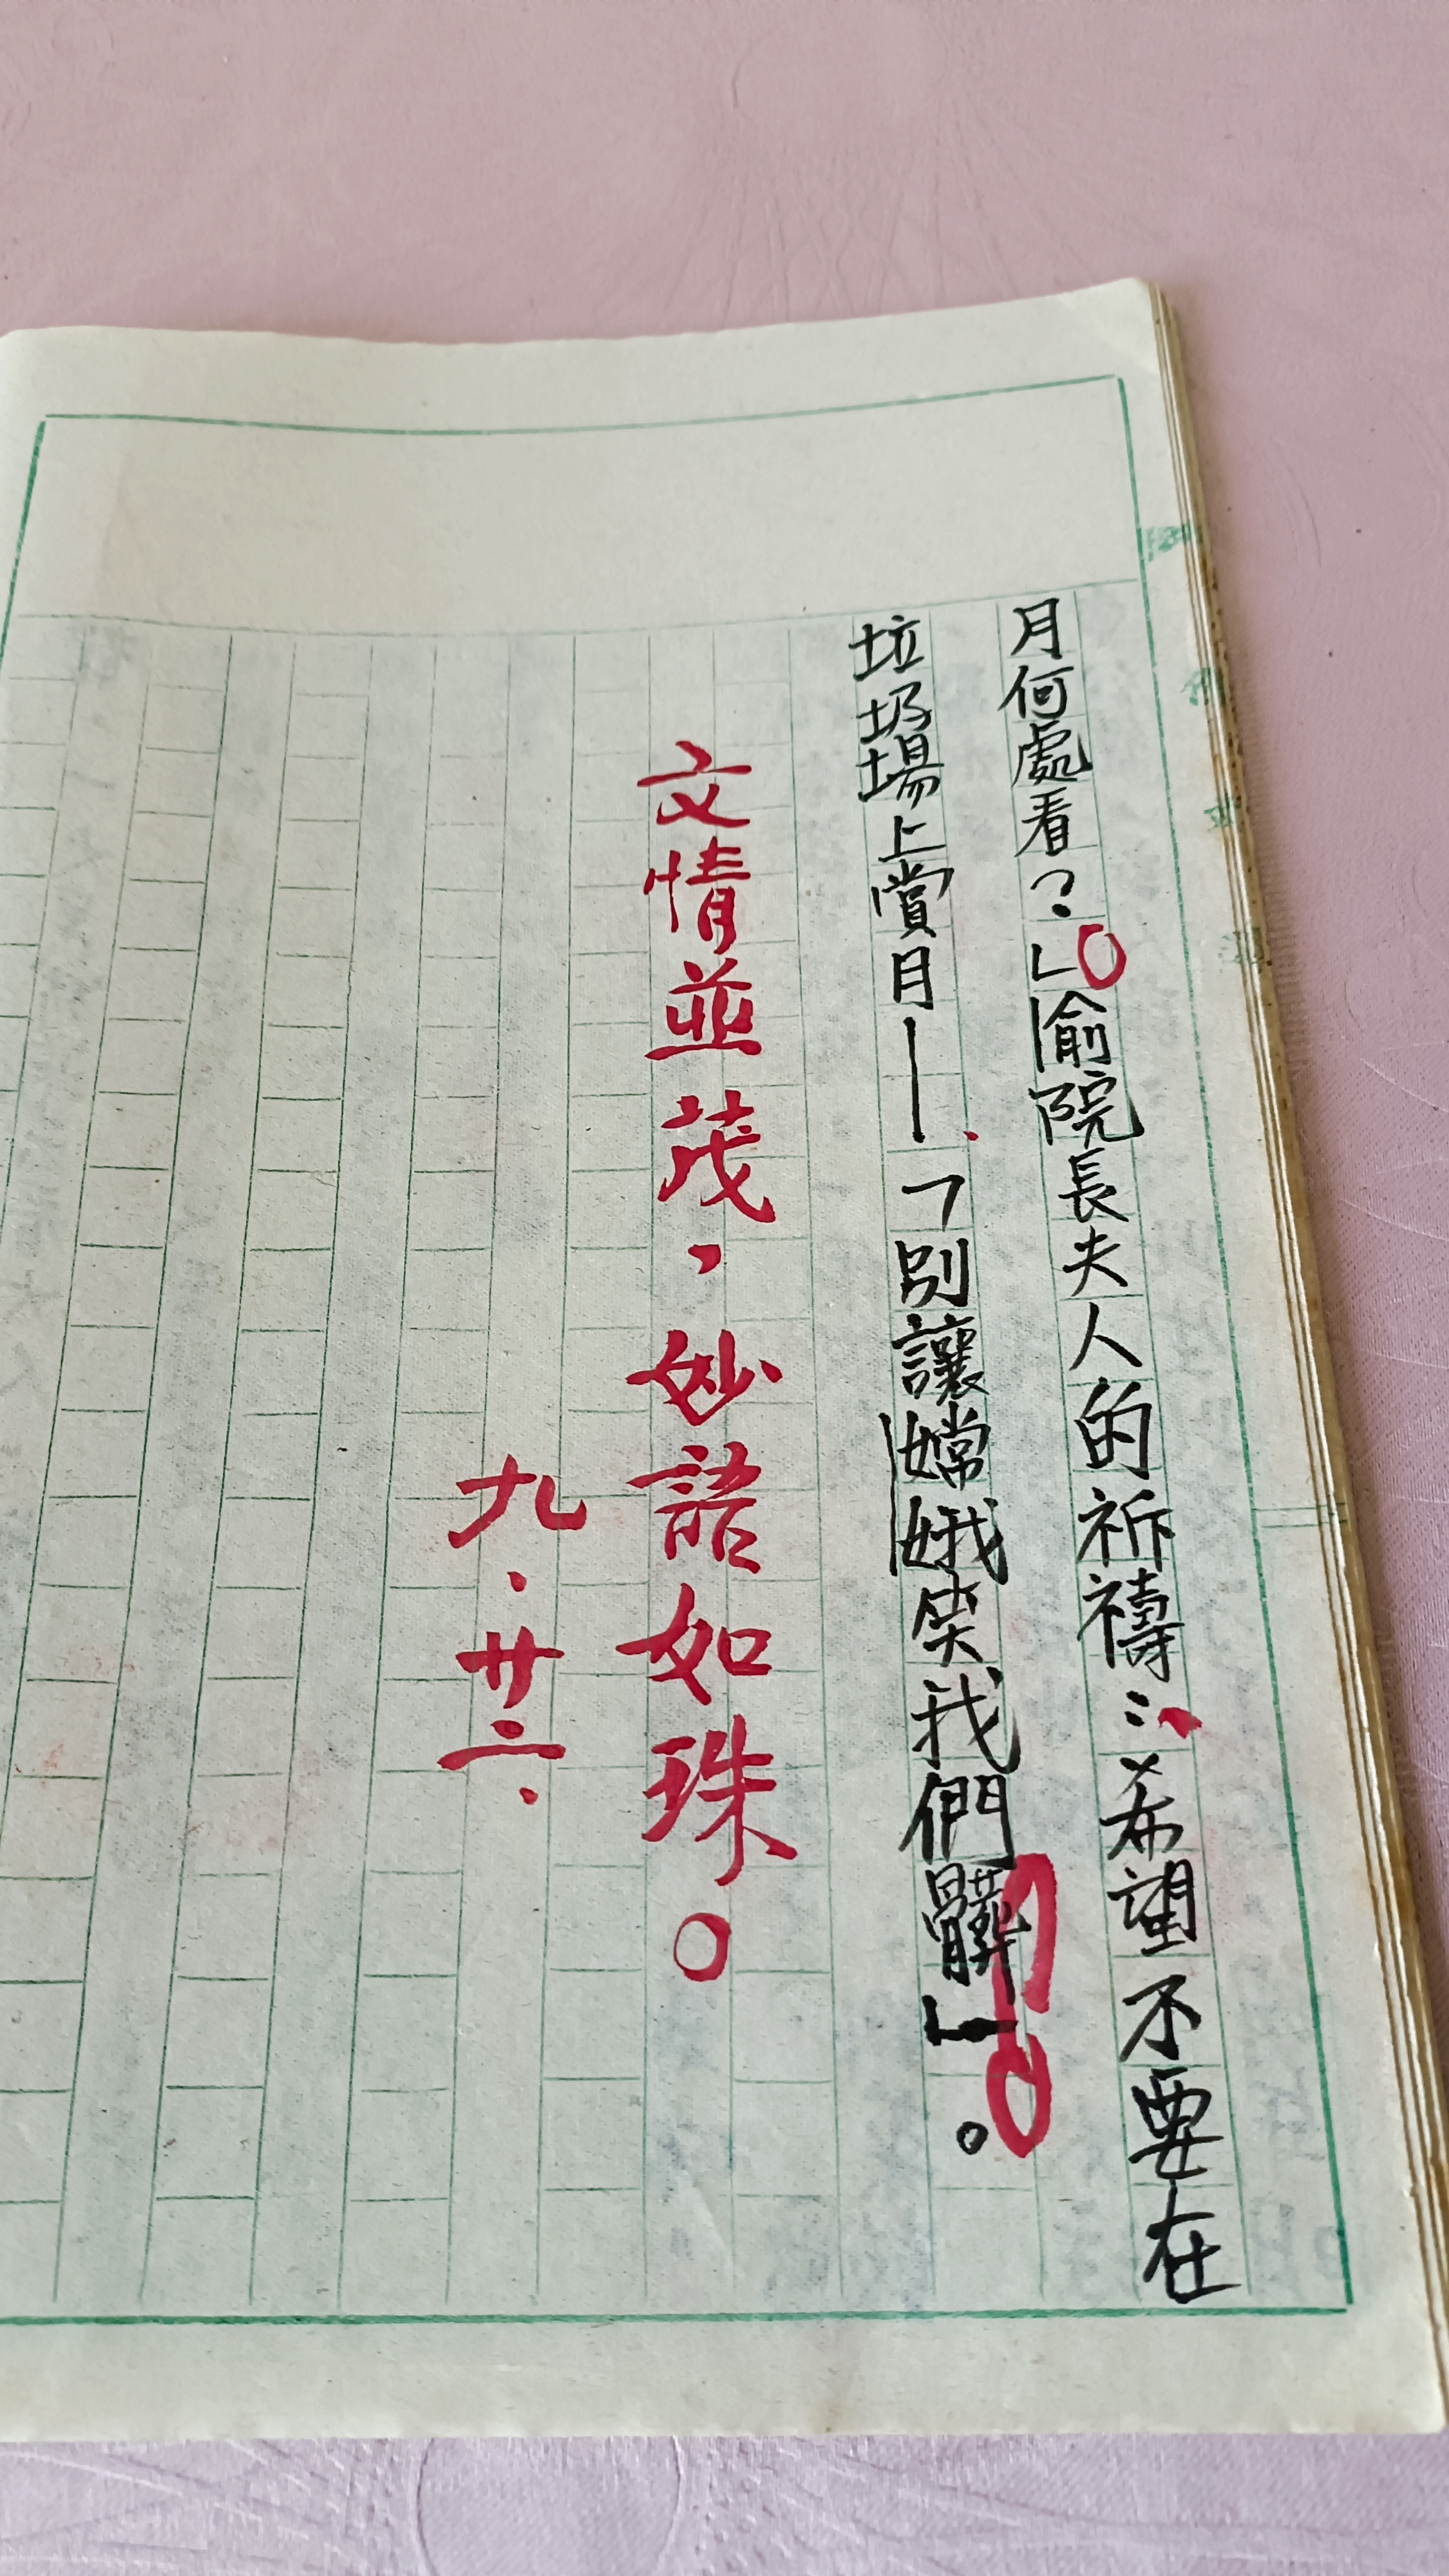 月何處看？」俞院長夫人的祈禱：希望不要在
垃圾場上賞月──「別讓嫦娥笑我們髒」。
文情並茂，妙語如珠。
九．廿二．